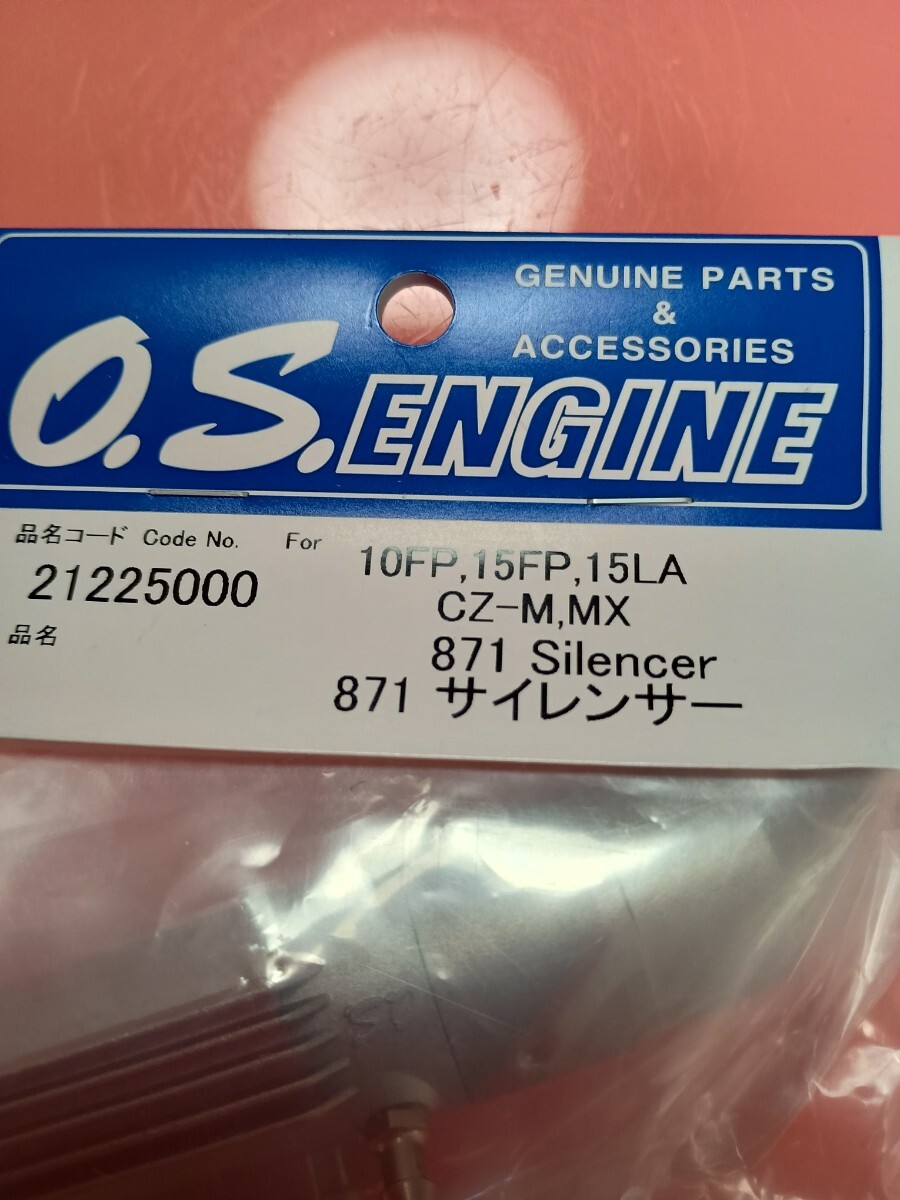 GENUINE PARTS
&
ACCESSORIES
O.S.ENGINE
品名コード Code No. For
21225000
10FP,15FP,15LA
CZ-M,MX
品名
871 Silencer
871 サイレンサー